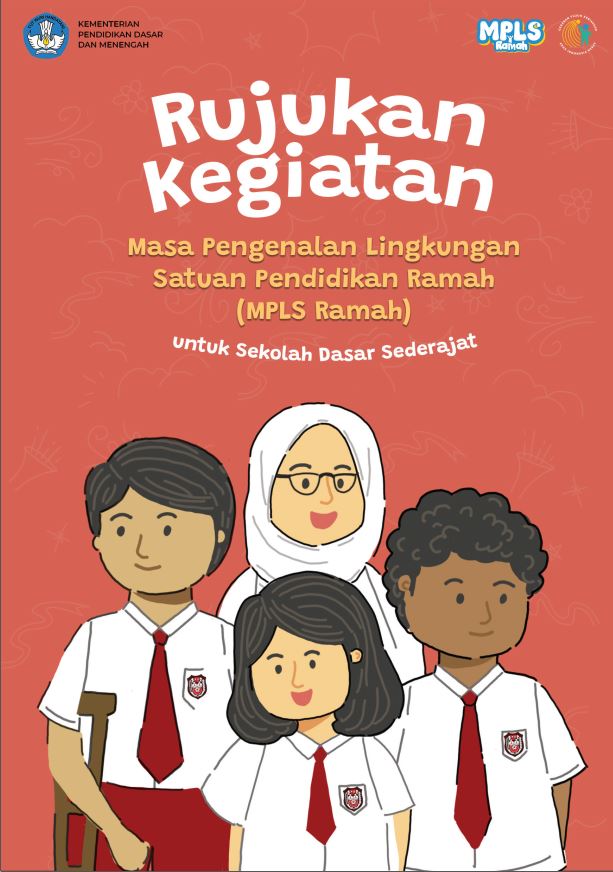 KEMENTERIAN
PENDIDIKAN DASAR
DAN MENENGAH
MPLS
Ramah
Rujukan
Kegiatan
Masa Pengenalan Lingkungan
Satuan Pendidikan Ramah
(MPLS Ramah)
untuk Sekolah Dasar Sederajat